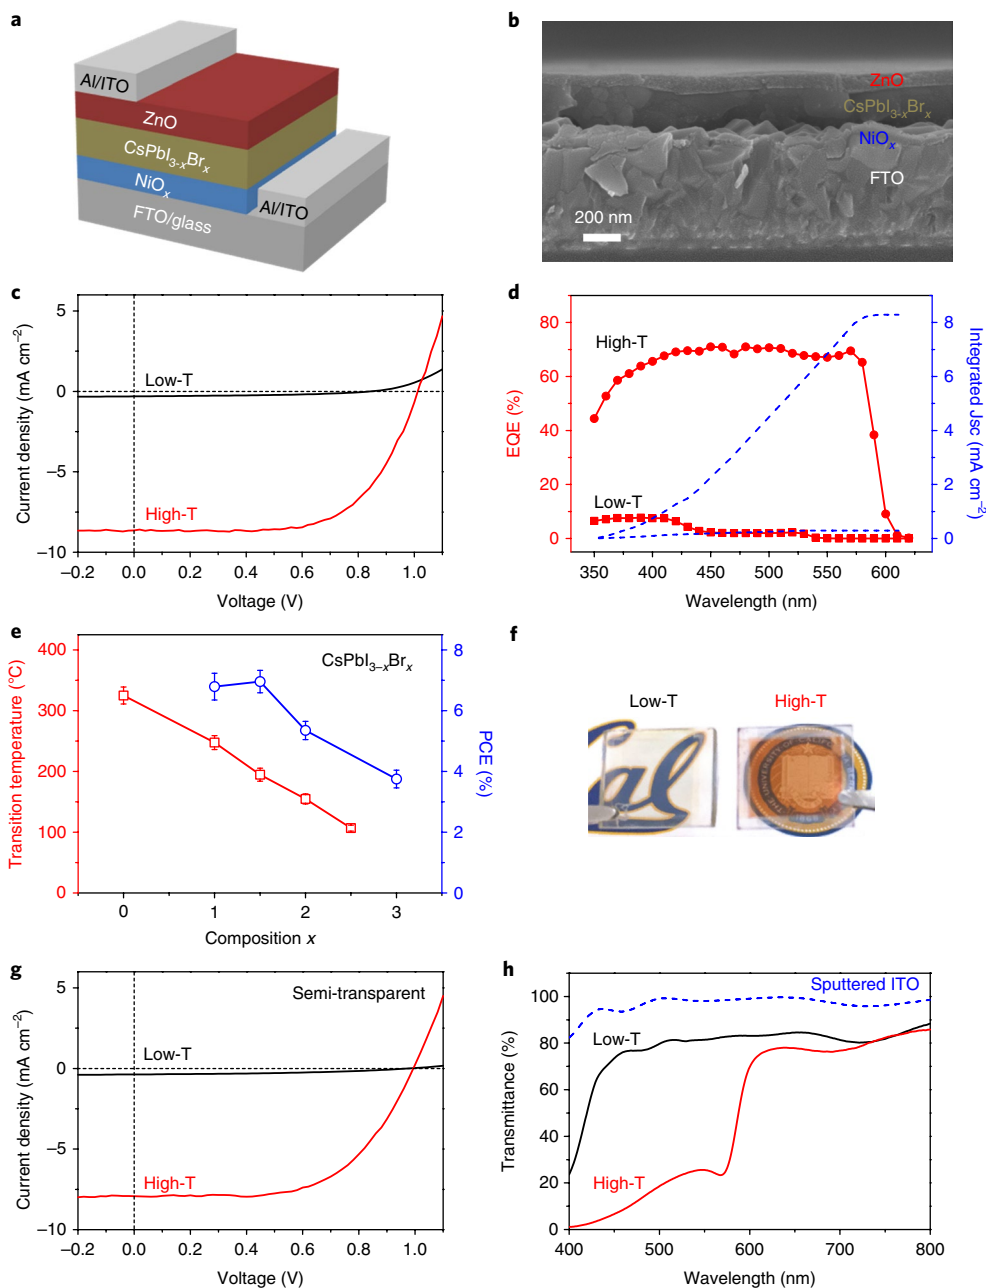 a
Al/ITO
ZnO
CsPbI3-xBrx
NiOx
FTO/glass
Al/ITO
b
ZnO
CsPbI3-xBrx
NiOx
FTO
200 nm
c
5
0
−5
−10
Current density (mA cm−2)
Low-T
High-T
−0.2 0.0 0.2 0.4 0.6 0.8 1.0
Voltage (V)
d
80
60
40
20
0
EQE (%)
High-T
Low-T
8
6
4
2
0
Integrated Jsc (mA cm−2)
350 400 450 500 550 600
Wavelength (nm)
e
400
300
200
100
0
Transition temperature (°C)
CsPbI3−xBrx
8
6
4
2
0
PCE (%)
0 1 2 3
Composition x
f
Low-T
High-T
g
5
0
−5
−10
Current density (mA cm−2)
Semi-transparent
Low-T
High-T
−0.2 0.0 0.2 0.4 0.6 0.8 1.0
Voltage (V)
h
100
80
60
40
20
0
Transmittance (%)
Sputtered ITO
Low-T
High-T
400 500 600 700 800
Wavelength (nm)